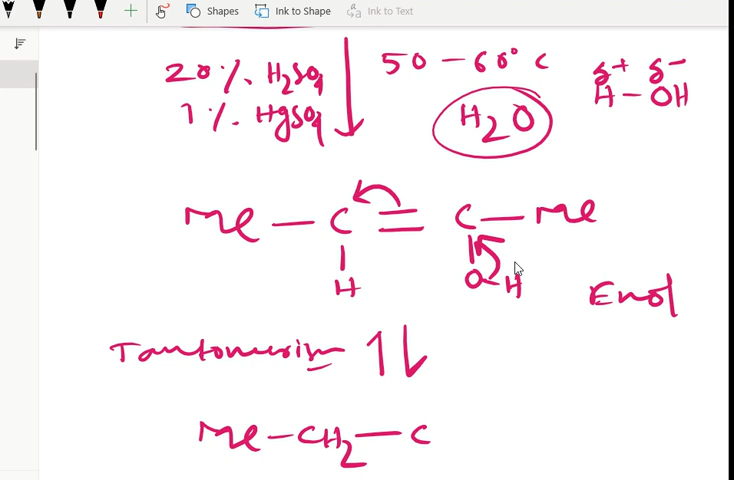 Shapes Ink to Shape Ink to Text
20%. H2SO4 50 - 60° C δ+ δ-
1%. HgSO4 H2O H - OH
Me - C = C - Me
H O-H Enol
Tautomerism
Me - CH2 - C